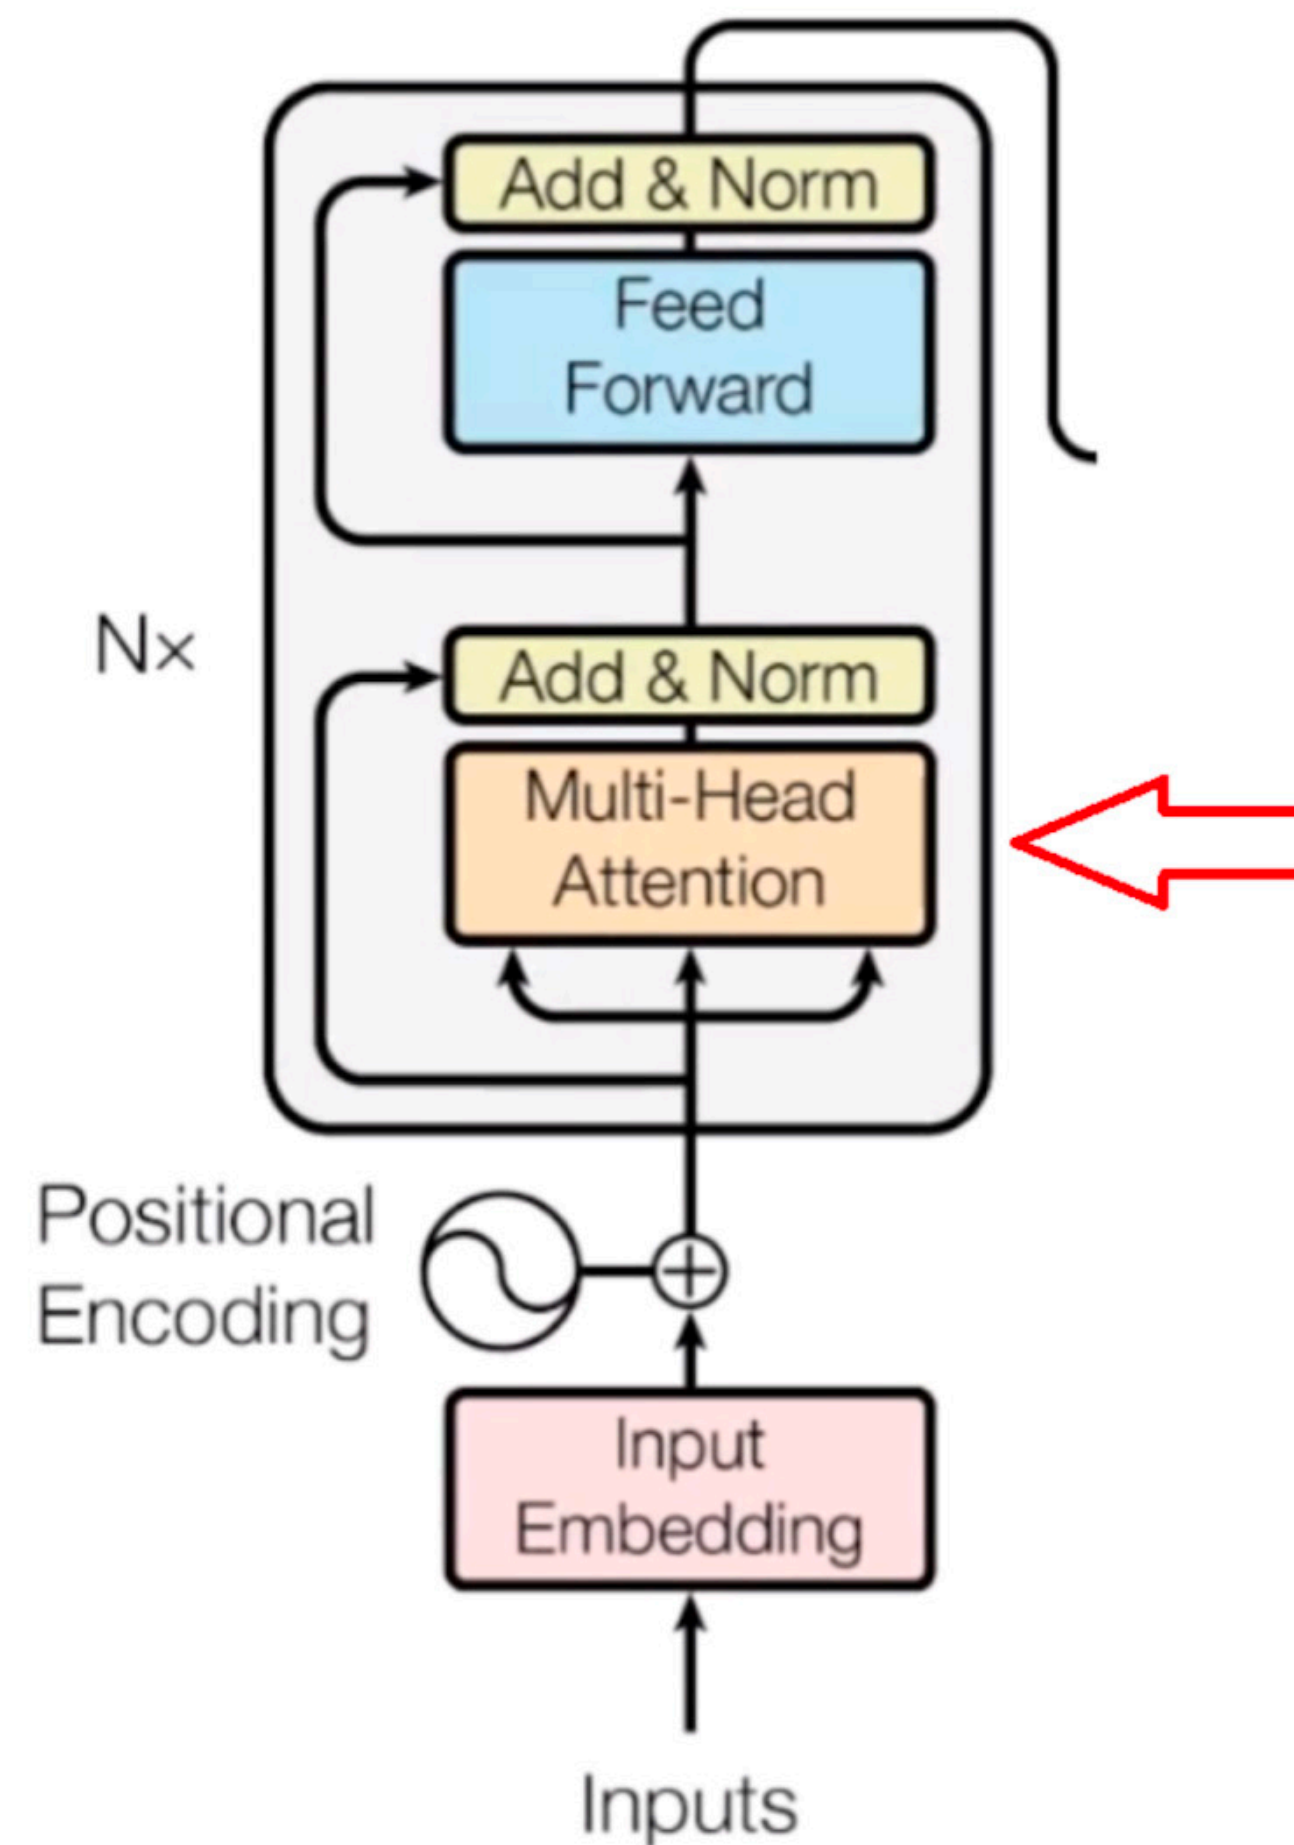 Add & Norm
Feed
Forward
Nx
Add & Norm
Multi-Head
Attention
Positional
Encoding
Input
Embedding
Inputs